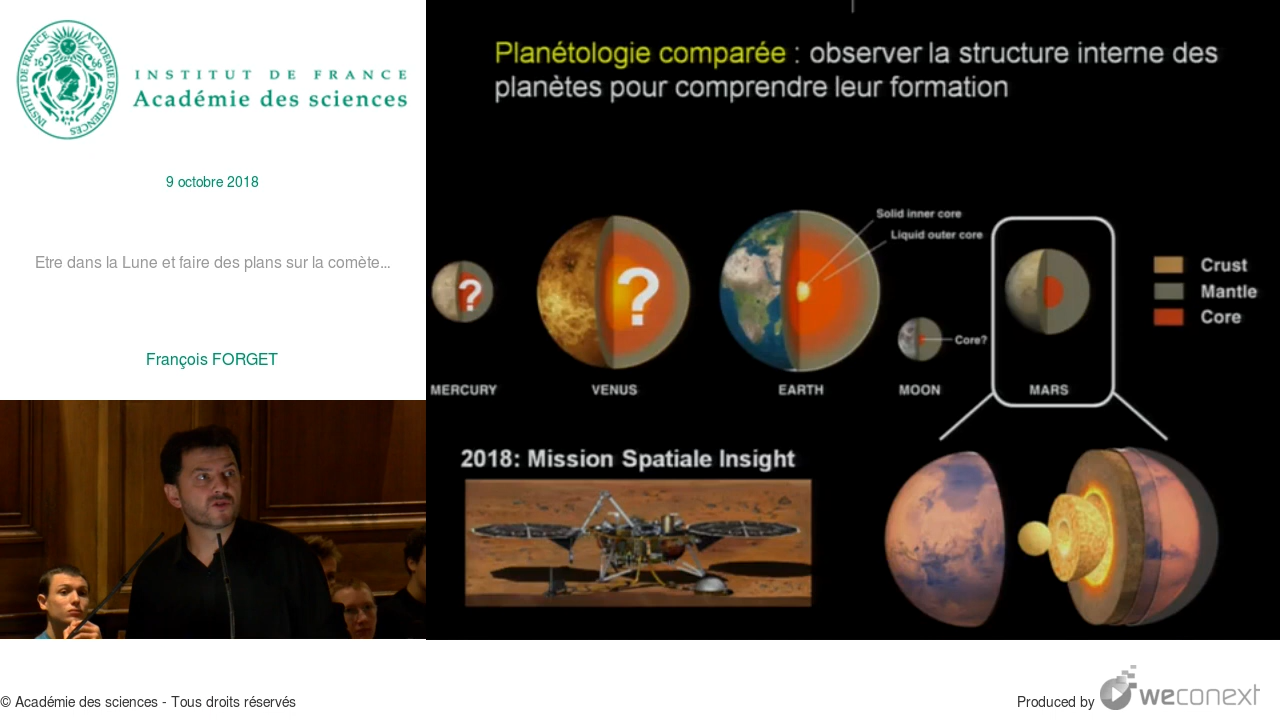 INSTITUT DE FRANCE
Académie des sciences
9 octobre 2018
Etre dans la Lune et faire des plans sur la comète...
François FORGET
Planétologie comparée : observer la structure interne des
planètes pour comprendre leur formation
Solid inner core
Liquid outer core
?
?
Core?
Crust
Mantle
Core
MERCURY
VENUS
EARTH
MOON
MARS
2018: Mission Spatiale Insight
© Académie des sciences - Tous droits réservés
Produced by weconext